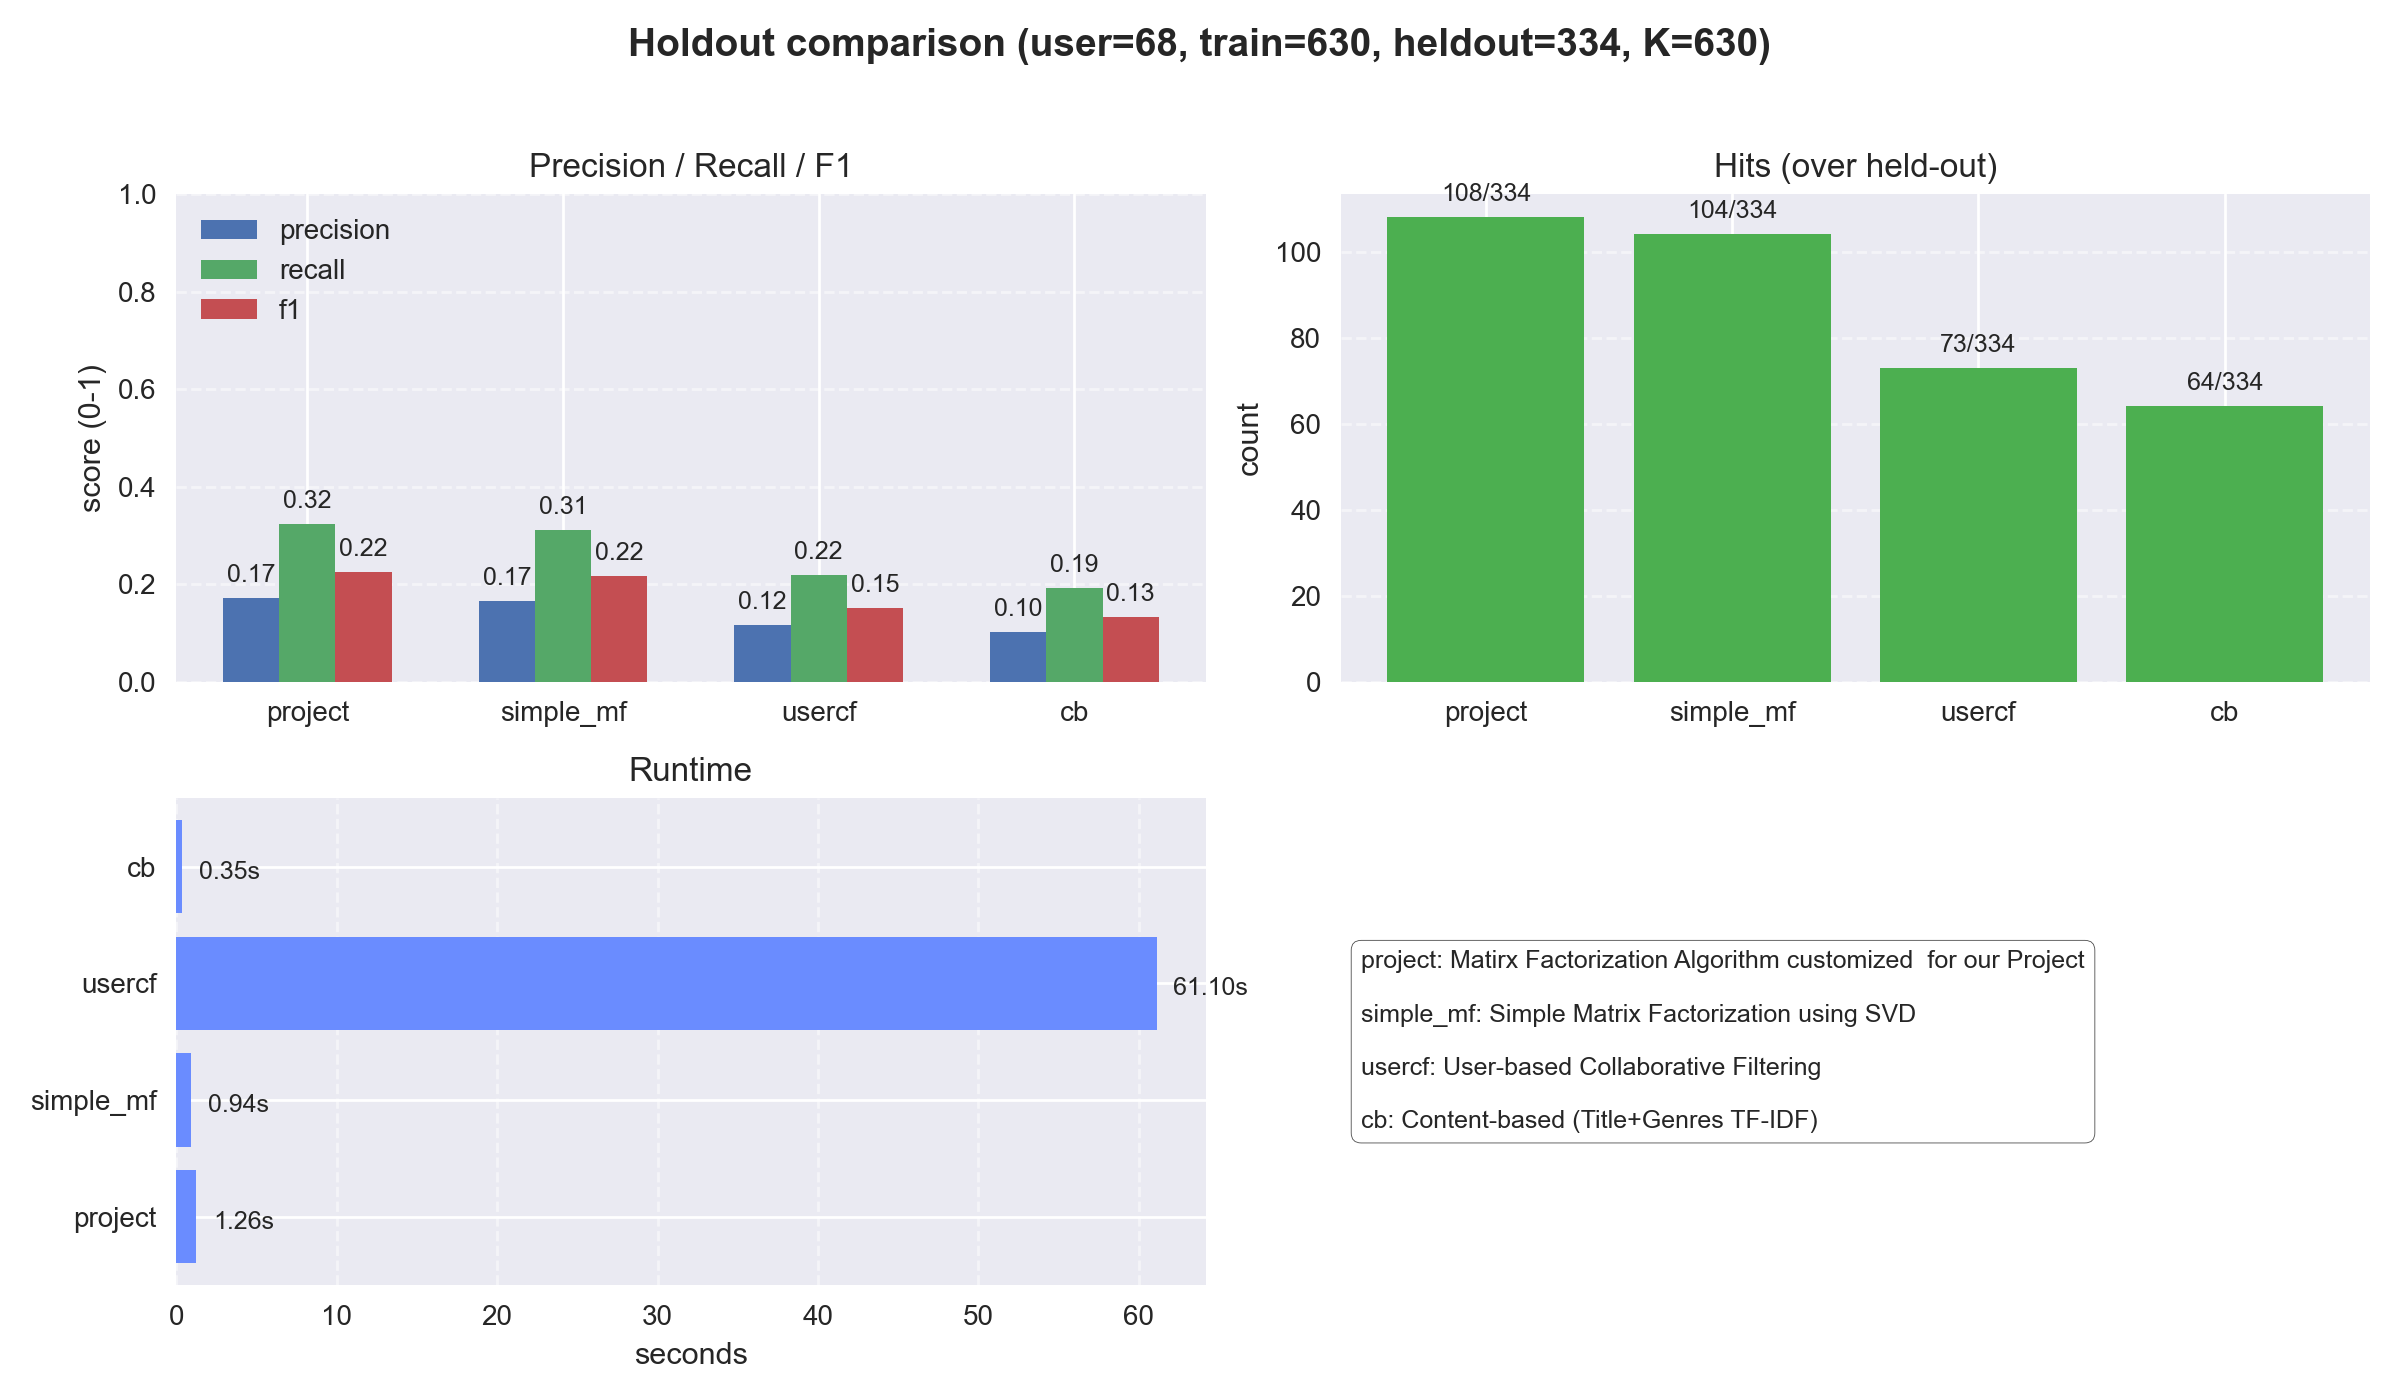 Holdout comparison (user=68, train=630, heldout=334, K=630)
Precision / Recall / F1
score (0-1)
1.0
0.8
0.6
0.4
0.2
0.0
precision
recall
f1
0.17
0.32
0.22
0.17
0.31
0.22
0.12
0.22
0.15
0.10
0.19
0.13
project
simple_mf
usercf
cb
Hits (over held-out)
count
100
80
60
40
20
0
108/334
104/334
73/334
64/334
project
simple_mf
usercf
cb
Runtime
cb
0.35s
usercf
61.10s
simple_mf
0.94s
project
1.26s
0
10
20
30
40
50
60
seconds
project: Matirx Factorization Algorithm customized  for our Project
simple_mf: Simple Matrix Factorization using SVD
usercf: User-based Collaborative Filtering
cb: Content-based (Title+Genres TF-IDF)